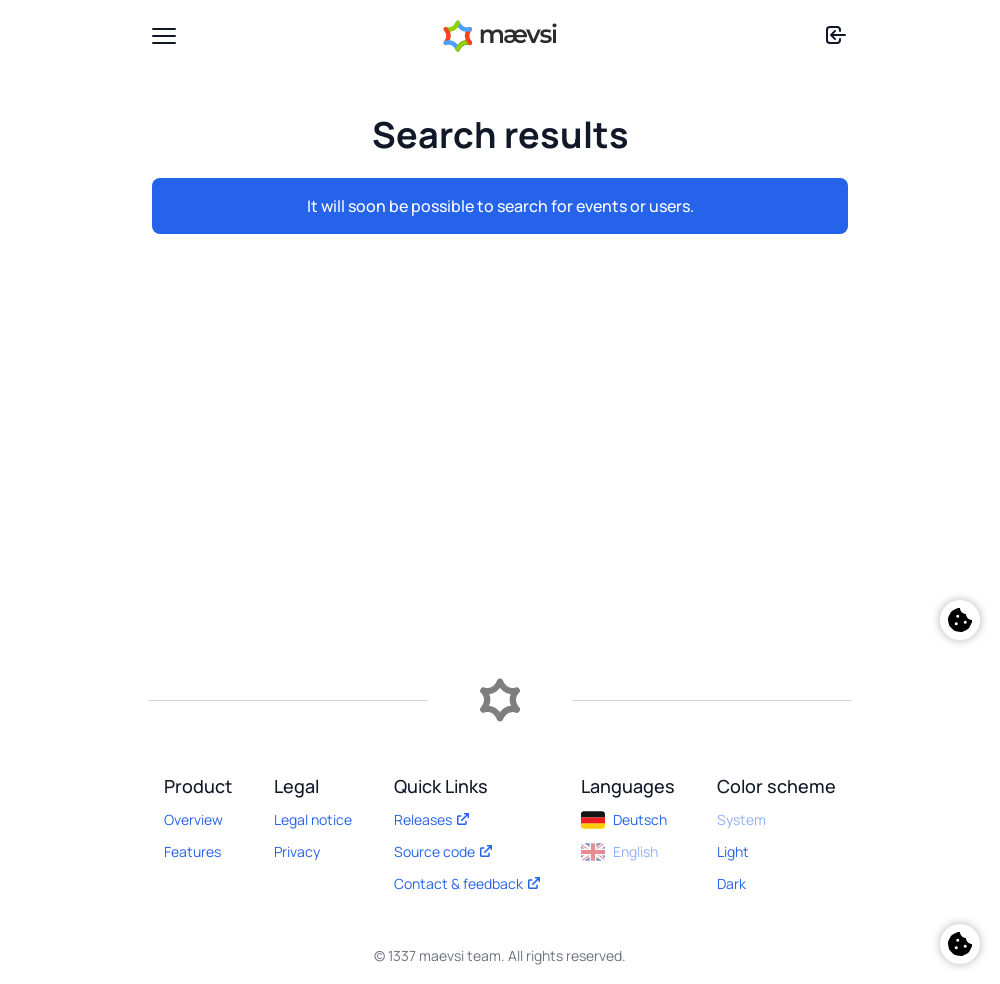 mævsi
Search results
It will soon be possible to search for events or users.
Product
Overview
Features
Legal
Legal notice
Privacy
Quick Links
Releases
Source code
Contact & feedback
Languages
Deutsch
English
Color scheme
System
Light
Dark
© 1337 maevsi team. All rights reserved.